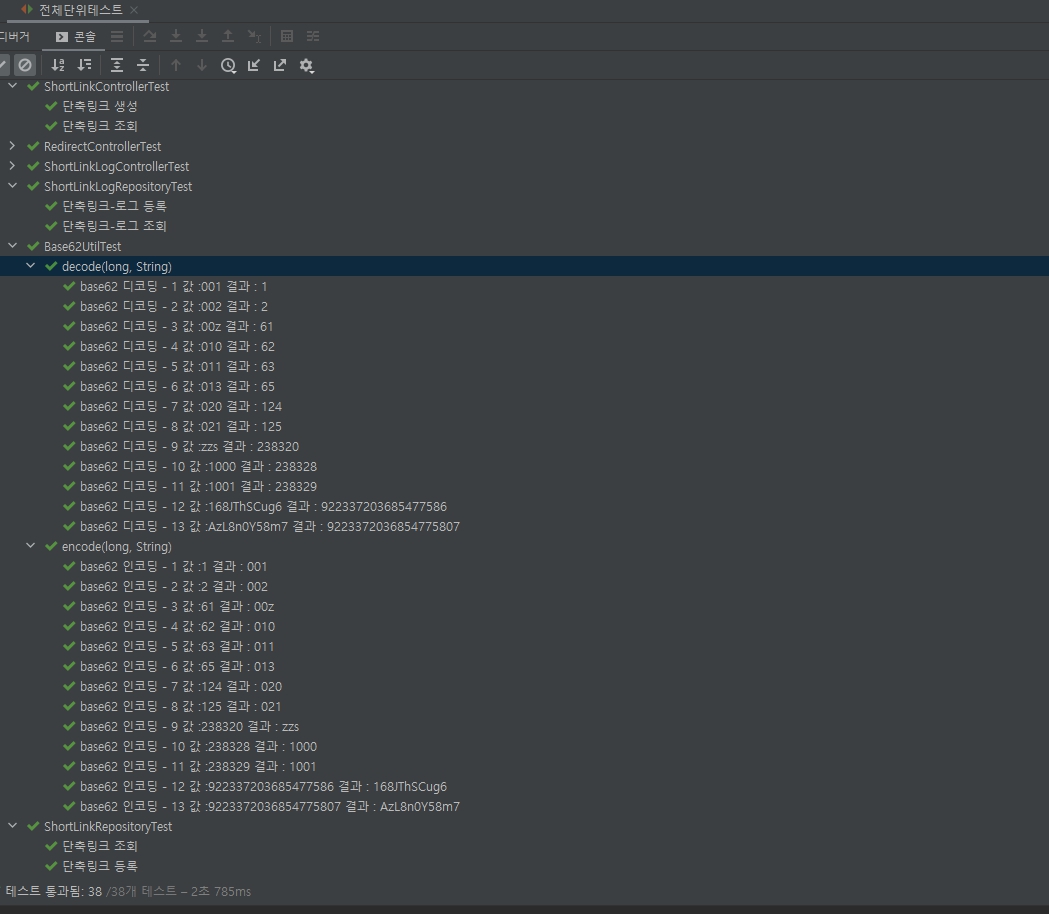 전체단위테스트
디버거 콘솔
ShortLinkControllerTest
단축링크 생성
단축링크 조회
RedirectControllerTest
ShortLinkLogControllerTest
ShortLinkLogRepositoryTest
단축링크-로그 등록
단축링크-로그 조회
Base62UtilTest
decode(long, String)
base62 디코딩 - 1 값 :001 결과 : 1
base62 디코딩 - 2 값 :002 결과 : 2
base62 디코딩 - 3 값 :00z 결과 : 61
base62 디코딩 - 4 값 :010 결과 : 62
base62 디코딩 - 5 값 :011 결과 : 63
base62 디코딩 - 6 값 :013 결과 : 65
base62 디코딩 - 7 값 :020 결과 : 124
base62 디코딩 - 8 값 :021 결과 : 125
base62 디코딩 - 9 값 :zzs 결과 : 238320
base62 디코딩 - 10 값 :1000 결과 : 238328
base62 디코딩 - 11 값 :1001 결과 : 238329
base62 디코딩 - 12 값 :168JThSCug6 결과 : 922337203685477586
base62 디코딩 - 13 값 :AzL8n0Y58m7 결과 : 9223372036854775807
encode(long, String)
base62 인코딩 - 1 값 :1 결과 : 001
base62 인코딩 - 2 값 :2 결과 : 002
base62 인코딩 - 3 값 :61 결과 : 00z
base62 인코딩 - 4 값 :62 결과 : 010
base62 인코딩 - 5 값 :63 결과 : 011
base62 인코딩 - 6 값 :65 결과 : 013
base62 인코딩 - 7 값 :124 결과 : 020
base62 인코딩 - 8 값 :125 결과 : 021
base62 인코딩 - 9 값 :238320 결과 : zzs
base62 인코딩 - 10 값 :238328 결과 : 1000
base62 인코딩 - 11 값 :238329 결과 : 1001
base62 인코딩 - 12 값 :922337203685477586 결과 : 168JThSCug6
base62 인코딩 - 13 값 :9223372036854775807 결과 : AzL8n0Y58m7
ShortLinkRepositoryTest
단축링크 조회
단축링크 등록
테스트 통과됨: 38 /38개 테스트 – 2초 785ms